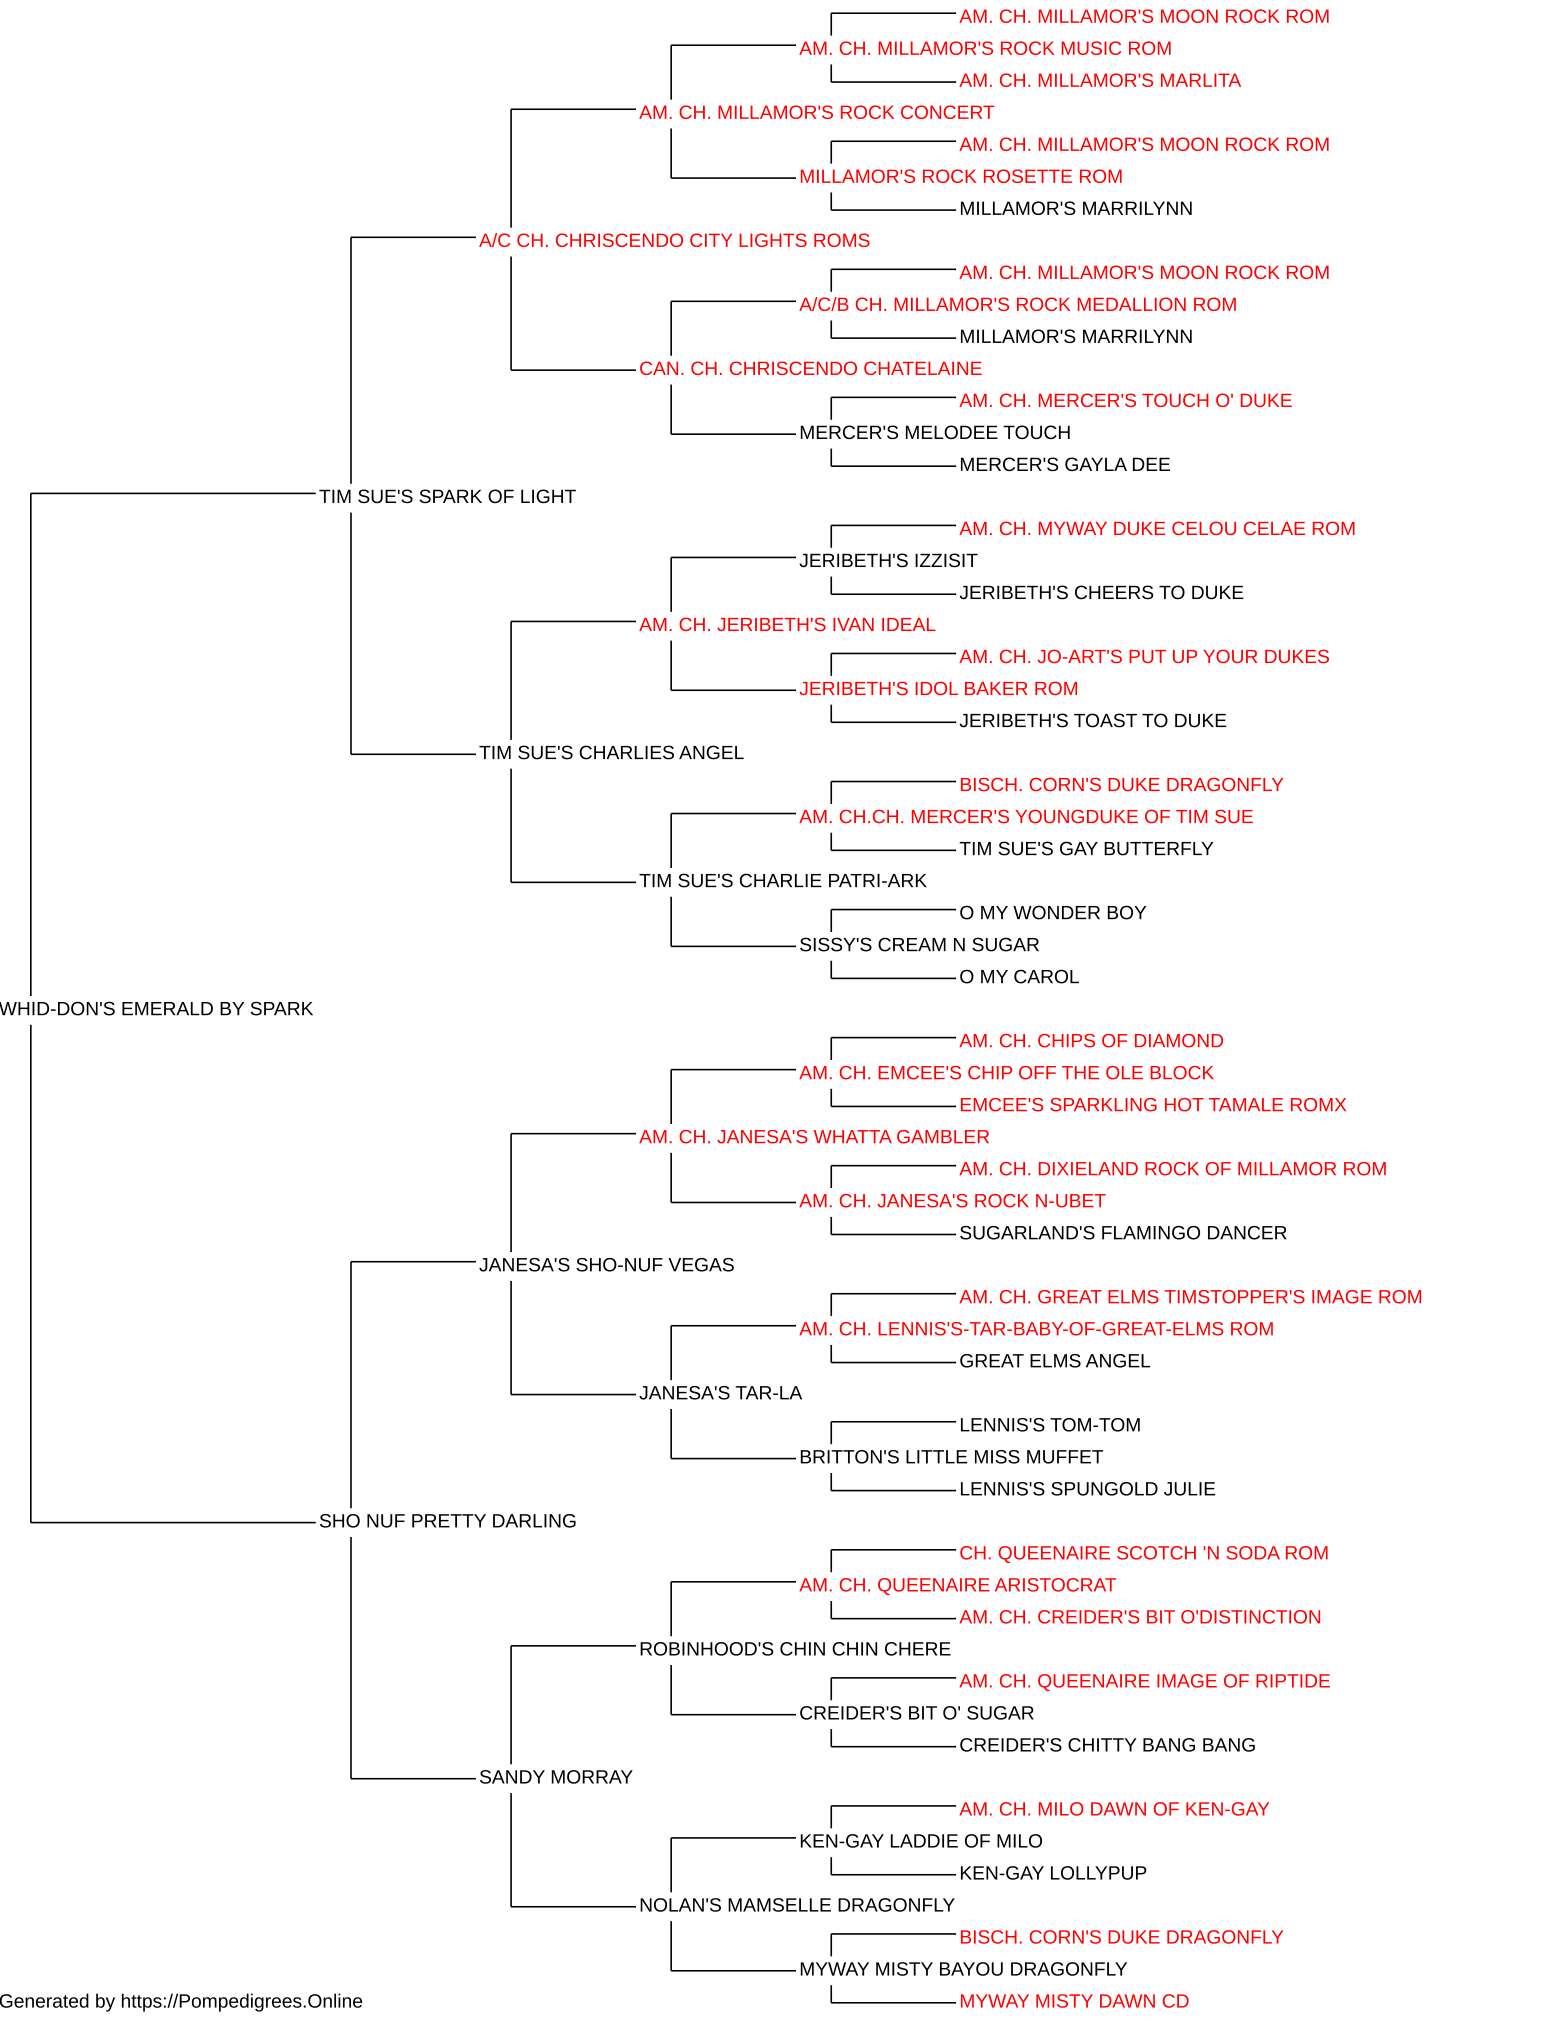 AM. CH. MILLAMOR'S MOON ROCK ROM
AM. CH. MILLAMOR'S ROCK MUSIC ROM
AM. CH. MILLAMOR'S MARLITA
AM. CH. MILLAMOR'S ROCK CONCERT
AM. CH. MILLAMOR'S MOON ROCK ROM
MILLAMOR'S ROCK ROSETTE ROM
MILLAMOR'S MARRILYNN
A/C CH. CHRISCENDO CITY LIGHTS ROMS
AM. CH. MILLAMOR'S MOON ROCK ROM
A/C/B CH. MILLAMOR'S ROCK MEDALLION ROM
MILLAMOR'S MARRILYNN
CAN. CH. CHRISCENDO CHATELAINE
AM. CH. MERCER'S TOUCH O' DUKE
MERCER'S MELODEE TOUCH
MERCER'S GAYLA DEE
TIM SUE'S SPARK OF LIGHT
AM. CH. MYWAY DUKE CELOU CELAE ROM
JERIBETH'S IZZISIT
JERIBETH'S CHEERS TO DUKE
AM. CH. JERIBETH'S IVAN IDEAL
AM. CH. JO-ART'S PUT UP YOUR DUKES
JERIBETH'S IDOL BAKER ROM
JERIBETH'S TOAST TO DUKE
TIM SUE'S CHARLIES ANGEL
BISCH. CORN'S DUKE DRAGONFLY
AM. CH.CH. MERCER'S YOUNGDUKE OF TIM SUE
TIM SUE'S GAY BUTTERFLY
TIM SUE'S CHARLIE PATRI-ARK
O MY WONDER BOY
SISSY'S CREAM N SUGAR
O MY CAROL
WHID-DON'S EMERALD BY SPARK
AM. CH. CHIPS OF DIAMOND
AM. CH. EMCEE'S CHIP OFF THE OLE BLOCK
EMCEE'S SPARKLING HOT TAMALE ROMX
AM. CH. JANESA'S WHATTA GAMBLER
AM. CH. DIXIELAND ROCK OF MILLAMOR ROM
AM. CH. JANESA'S ROCK N-UBET
SUGARLAND'S FLAMINGO DANCER
JANESA'S SHO-NUF VEGAS
AM. CH. GREAT ELMS TIMSTOPPER'S IMAGE ROM
AM. CH. LENNIS'S-TAR-BABY-OF-GREAT-ELMS ROM
GREAT ELMS ANGEL
JANESA'S TAR-LA
LENNIS'S TOM-TOM
BRITTON'S LITTLE MISS MUFFET
LENNIS'S SPUNGOLD JULIE
SHO NUF PRETTY DARLING
CH. QUEENAIRE SCOTCH 'N SODA ROM
AM. CH. QUEENAIRE ARISTOCRAT
AM. CH. CREIDER'S BIT O'DISTINCTION
ROBINHOOD'S CHIN CHIN CHERE
AM. CH. QUEENAIRE IMAGE OF RIPTIDE
CREIDER'S BIT O' SUGAR
CREIDER'S CHITTY BANG BANG
SANDY MORRAY
AM. CH. MILO DAWN OF KEN-GAY
KEN-GAY LADDIE OF MILO
KEN-GAY LOLLYPUP
NOLAN'S MAMSELLE DRAGONFLY
BISCH. CORN'S DUKE DRAGONFLY
MYWAY MISTY BAYOU DRAGONFLY
MYWAY MISTY DAWN CD
Generated by https://Pompedigrees.Online